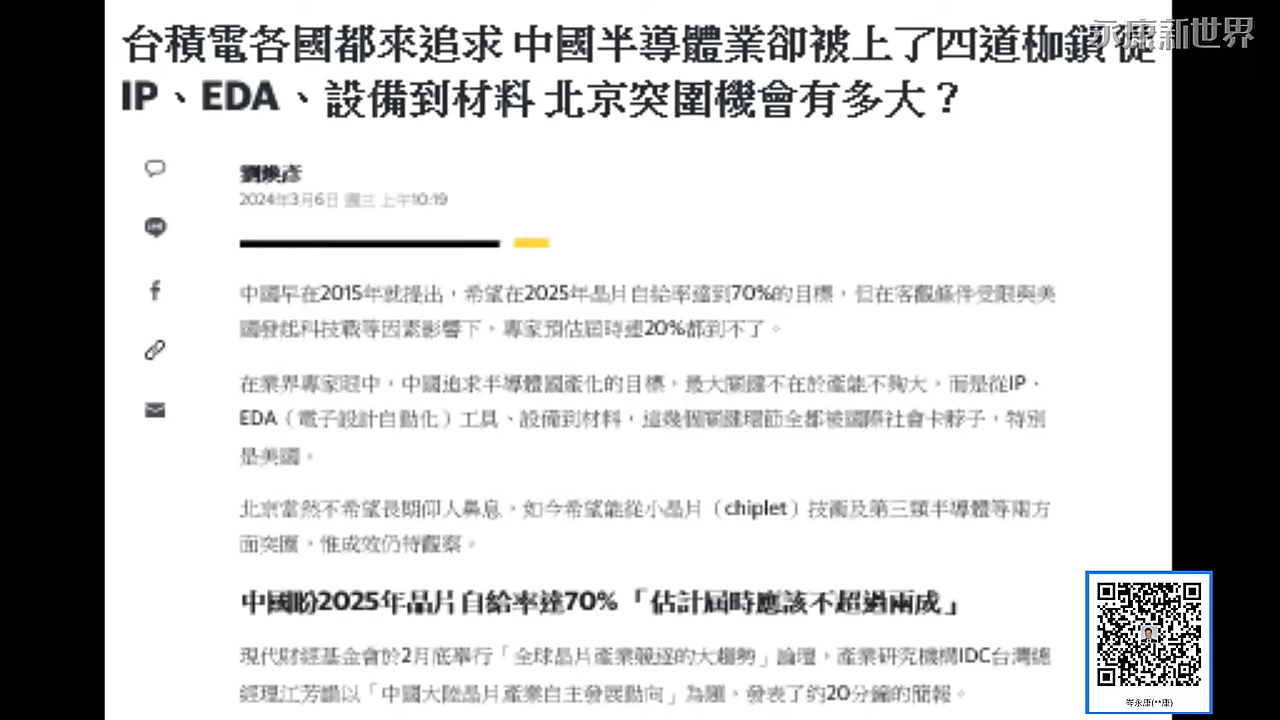 台積電各國都來追求 中國半導體業卻被上了四道枷鎖 從
永康新世界
IP、EDA、設備到材料 北京突圍機會有多大？
劉煥彥
2024年3月6日 週三 上午10:19
中國早在2015年就提出，希望在2025年晶片自給率達到70%的目標，但在客觀條件受限與美
國發起科技戰等因素影響下，專家預估屆時連20%都到不了。
在業界專家眼中，中國追求半導體國產化的目標，最大關鍵不在於產能不夠大，而是從IP、
EDA（電子設計自動化）工具、設備到材料，這幾個關鍵環節全都被國際社會卡脖子，特別
是美國。
北京當然不希望長期仰人鼻息，如今希望能從小晶片（chiplet）技術及第三類半導體等兩方
面突圍，惟成效仍待觀察。
中國盼2025年晶片自給率達70%「估計屆時應該不超過兩成」
現代財經基金會於2月底舉行「全球晶片產業競逐的大趨勢」論壇，產業研究機構IDC台灣總
經理江芳韻以「中國大陸晶片產業自主發展動向」為題，發表了約20分鐘的簡報。
岑永康(**康)